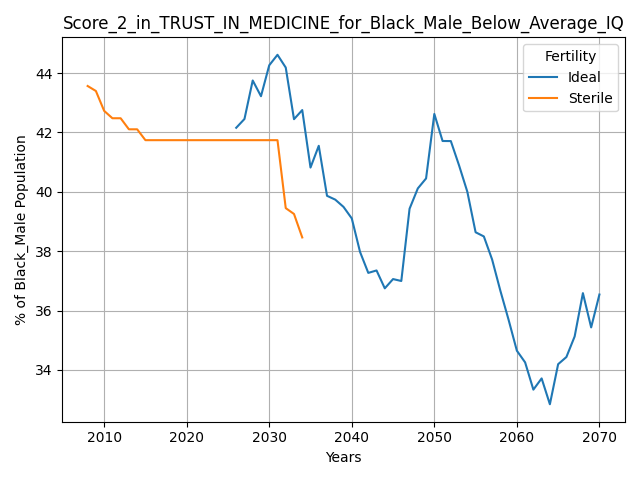 Score_2_in_TRUST_IN_MEDICINE_for_Black_Male_Below_Average_IQ
Fertility
Ideal
Sterile
% of Black_Male Population
44
42
40
38
36
34
2010 2020 2030 2040 2050 2060 2070
Years